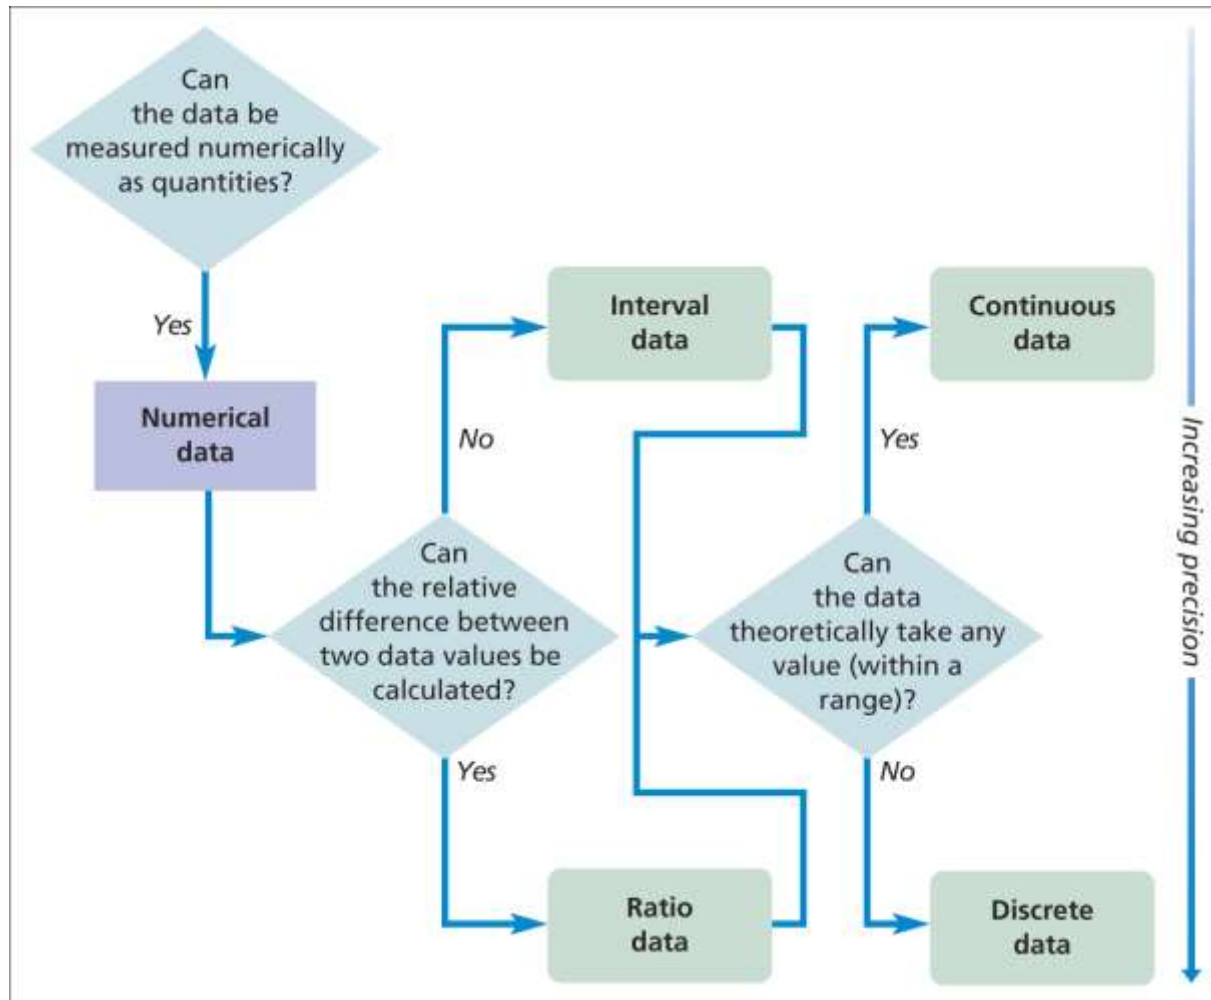 Can
the data be
measured numerically
as quantities?
Yes
Numerical
data
Can
the relative
difference between
two data values be
calculated?
No
Interval
data
Yes
Ratio
data
Can
the data
theoretically take any
value (within a
range)?
Yes
Continuous
data
No
Discrete
data
Increasing precision